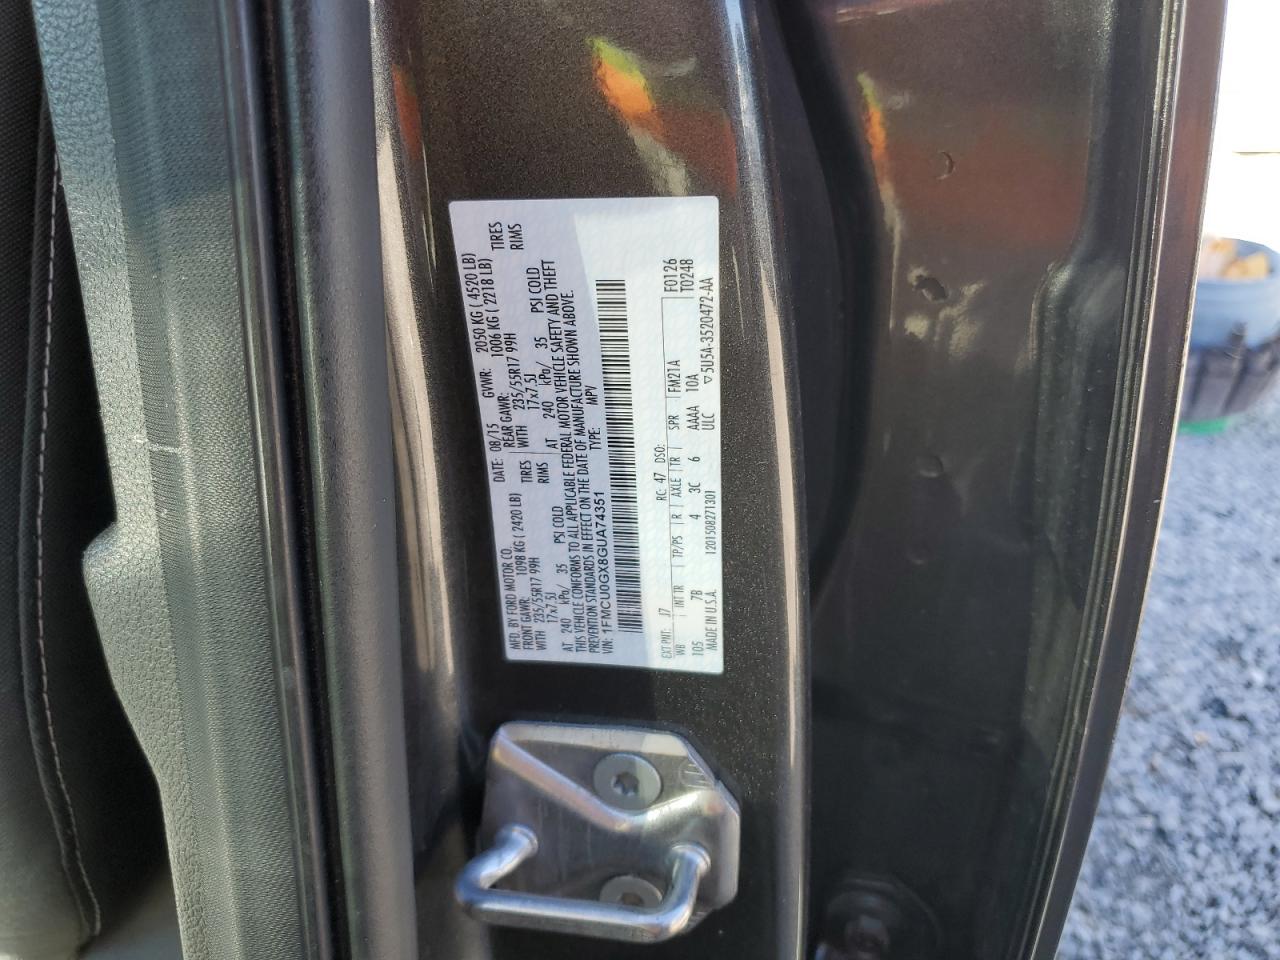 MFD. BY FORD MOTOR CO. DATE: 08/15 GVWR: 2050 KG ( 4520 LB)
FRONT GAWR: 1098 KG ( 2420 LB) REAR GAWR: 1006 KG ( 2218 LB)
WITH 235/55R17 99H TIRES WITH 235/55R17 99H TIRES
17x7.5J RIMS 17x7.5J RIMS
AT 240 kPa/ 35 PSI COLD AT 240 kPa/ 35 PSI COLD
THIS VEHICLE CONFORMS TO ALL APPLICABLE FEDERAL MOTOR VEHICLE SAFETY AND THEFT
PREVENTION STANDARDS IN EFFECT ON THE DATE OF MANUFACTURE SHOWN ABOVE.
VIN: 1FMCU0GX8GUA74351 TYPE: MPV
EXT PNT: J7 RC: 47 DSO: F0126
WB INT TR TP/PS R AXLE TR SPR FM21A T0248
105 7B 4 3C 6 AAAA 10A
MADE IN U.S.A. 1201508271301 ULC ▽5U5A-3520472-AA